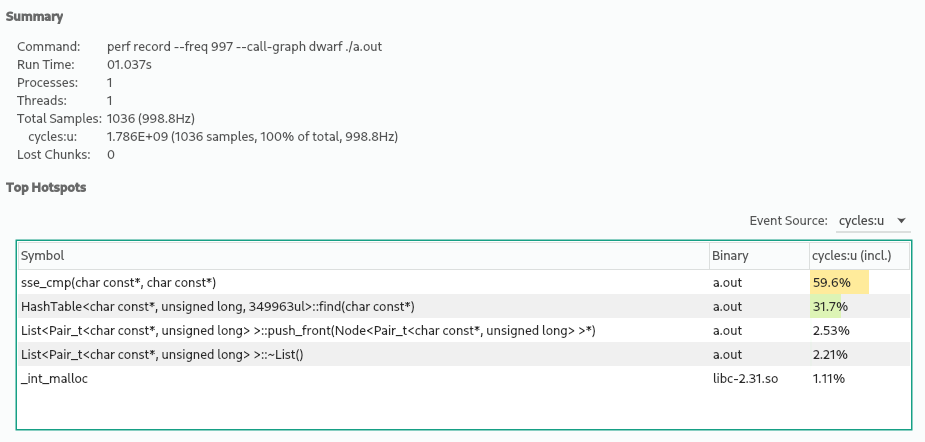 Summary
Command: perf record --freq 997 --call-graph dwarf ./a.out
Run Time: 01.037s
Processes: 1
Threads: 1
Total Samples: 1036 (998.8Hz)
cycles:u: 1.786E+09 (1036 samples, 100% of total, 998.8Hz)
Lost Chunks: 0
Top Hotspots
Event Source: cycles:u
Symbol Binary cycles:u (incl.)
sse_cmp(char const*, char const*) a.out 59.6%
HashTable<char const*, unsigned long, 349963ul>::find(char const*) a.out 31.7%
List<Pair_t<char const*, unsigned long> >::push_front(Node<Pair_t<char const*, unsigned long> >*) a.out 2.53%
List<Pair_t<char const*, unsigned long> >::~List() a.out 2.21%
_int_malloc libc-2.31.so 1.11%